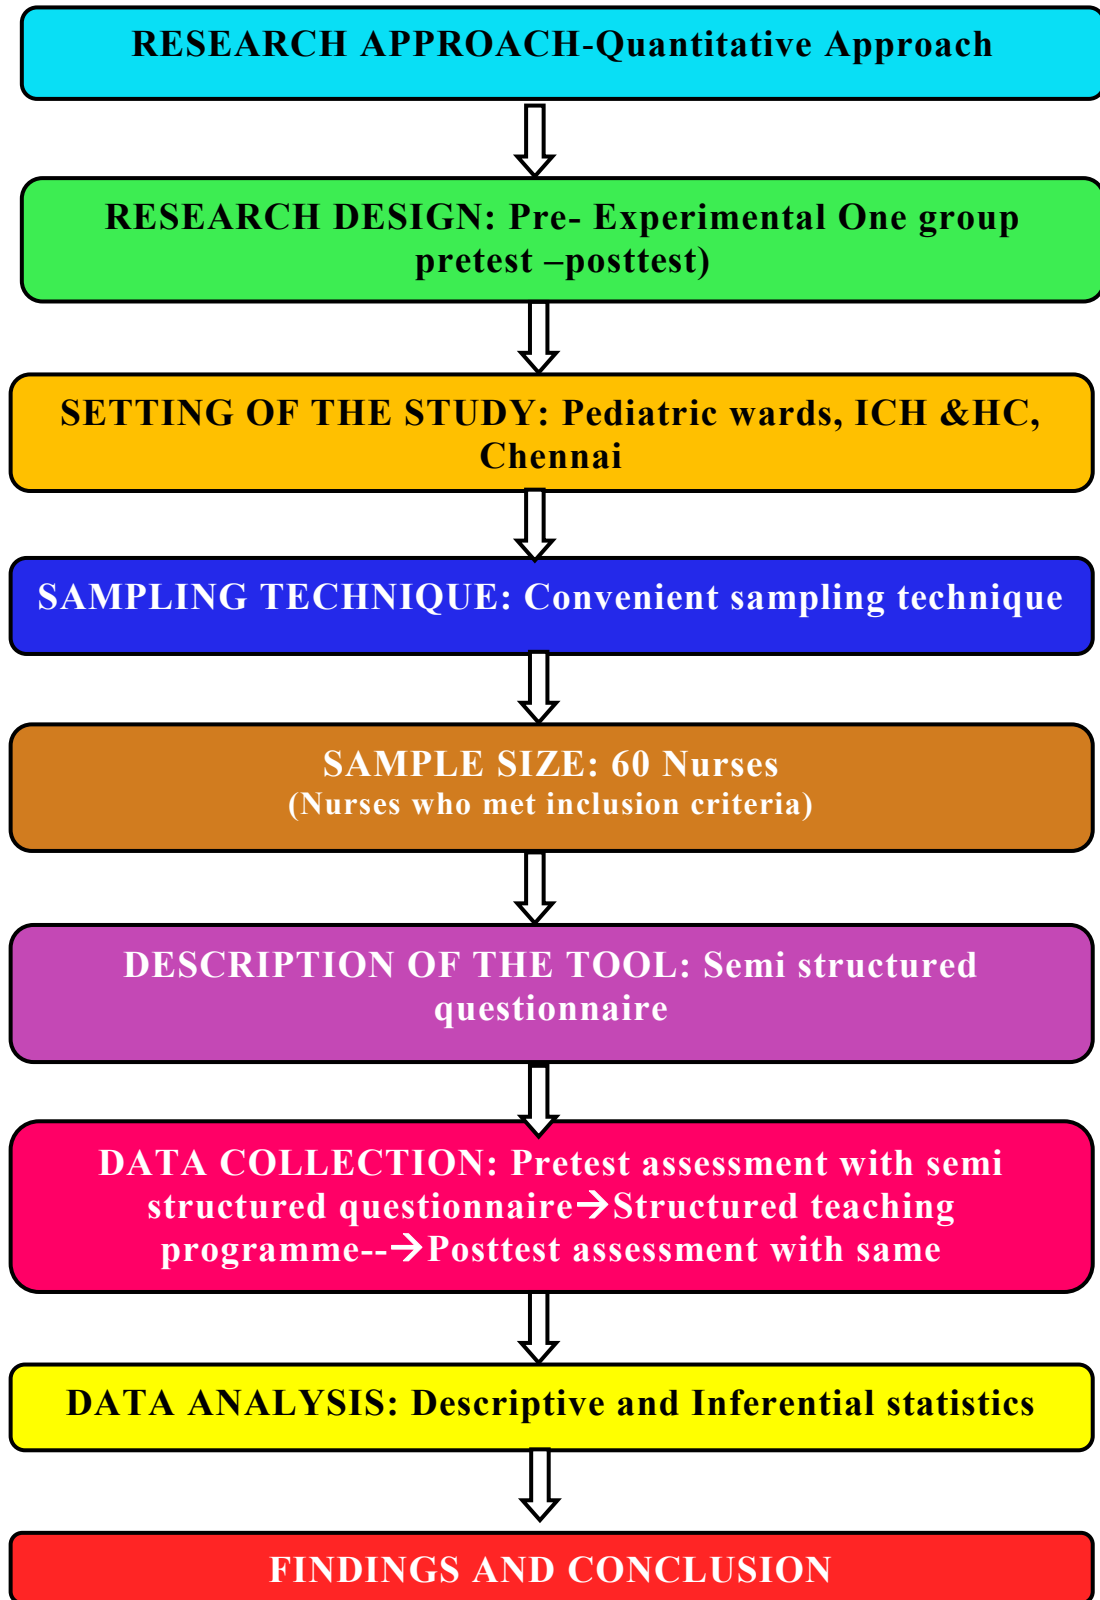 RESEARCH APPROACH-Quantitative Approach
RESEARCH DESIGN: Pre- Experimental One group
pretest –posttest)
SETTING OF THE STUDY: Pediatric wards, ICH &HC,
Chennai
SAMPLING TECHNIQUE: Convenient sampling technique
SAMPLE SIZE: 60 Nurses
(Nurses who met inclusion criteria)
DESCRIPTION OF THE TOOL: Semi structured
questionnaire
DATA COLLECTION: Pretest assessment with semi
structured questionnaire→Structured teaching
programme--→Posttest assessment with same
DATA ANALYSIS: Descriptive and Inferential statistics
FINDINGS AND CONCLUSION